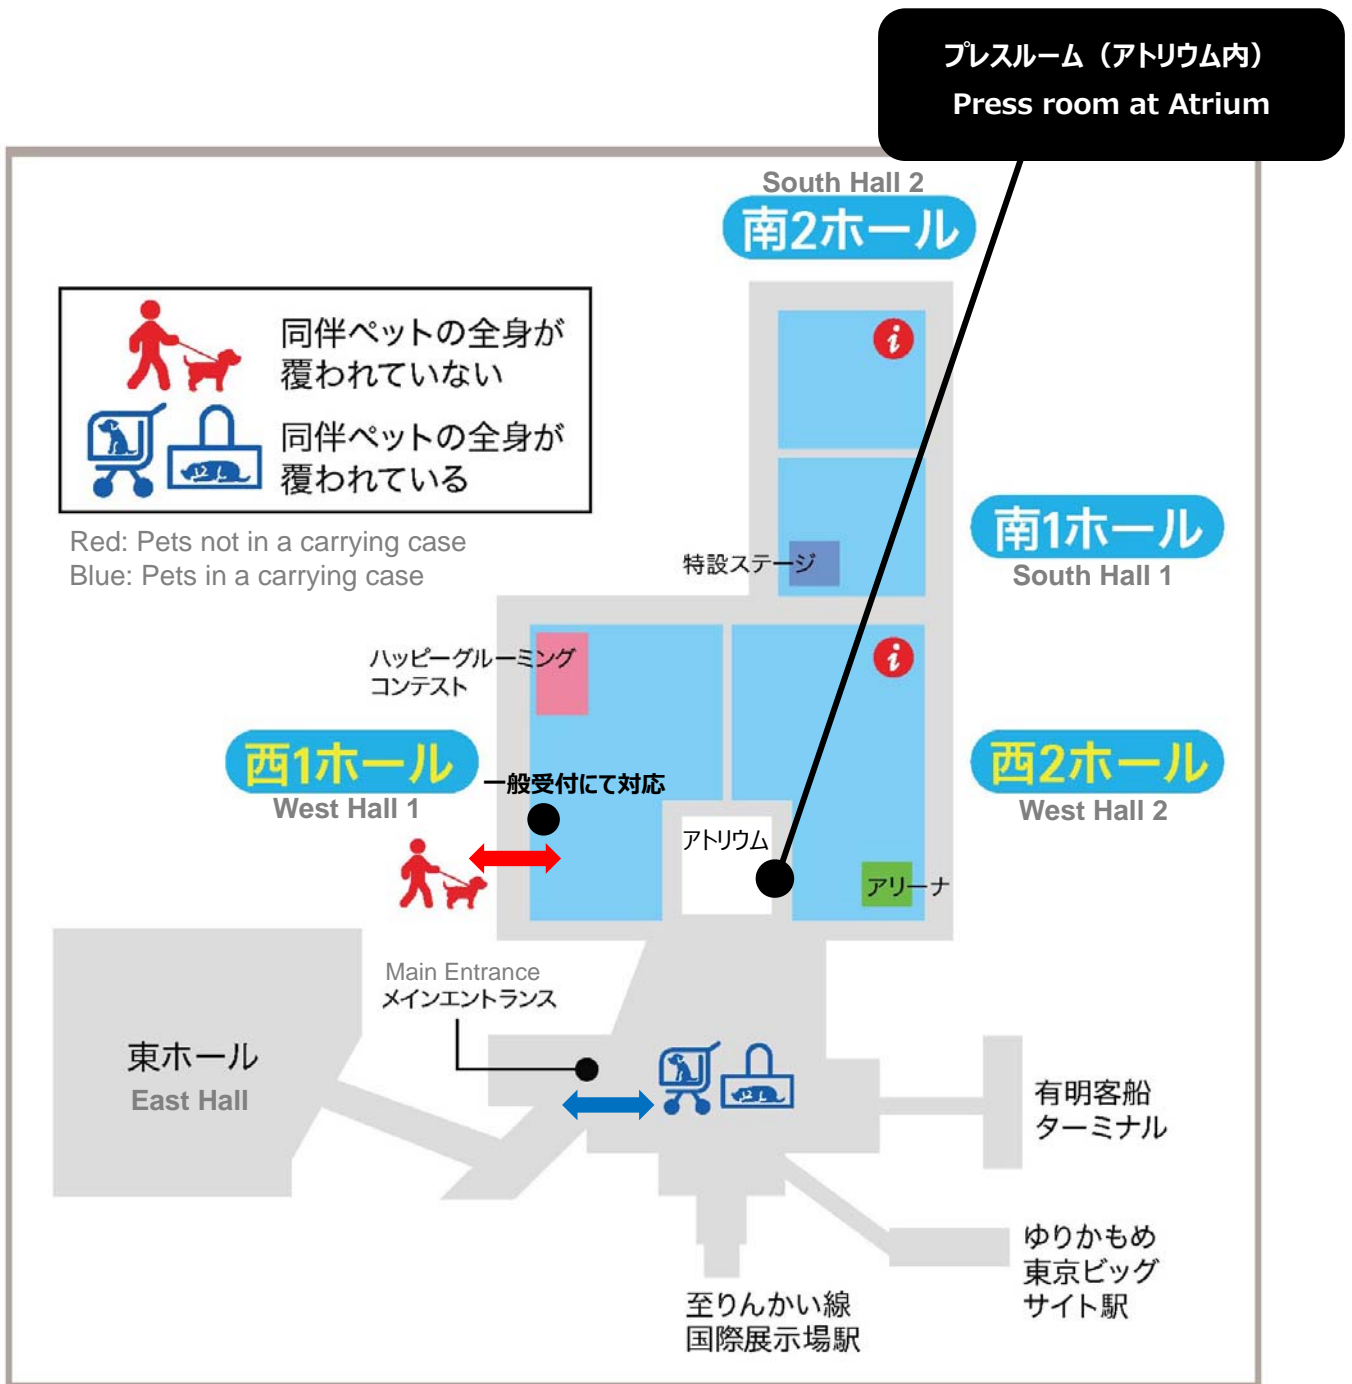 プレスルーム（アトリウム内）
Press room at Atrium
South Hall 2
南2ホール
同伴ペットの全身が
覆われていない
同伴ペットの全身が
覆われている
Red: Pets not in a carrying case
Blue: Pets in a carrying case
南1ホール
South Hall 1
特設ステージ
ハッピーグルーミング
コンテスト
西1ホール
West Hall 1
一般受付にて対応
西2ホール
West Hall 2
アトリウム
アリーナ
Main Entrance
メインエントランス
東ホール
East Hall
有明客船
ターミナル
ゆりかもめ
東京ビッグ
サイト駅
至りんかい線
国際展示場駅
i
i